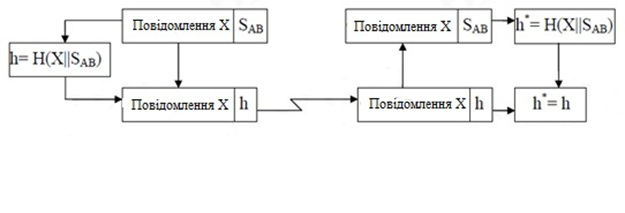 Повідомлення X S_AB
h= H(X||S_AB)
Повідомлення X h
Повідомлення X S_AB
h*= H(X||S_AB)
Повідомлення X h
h*= h